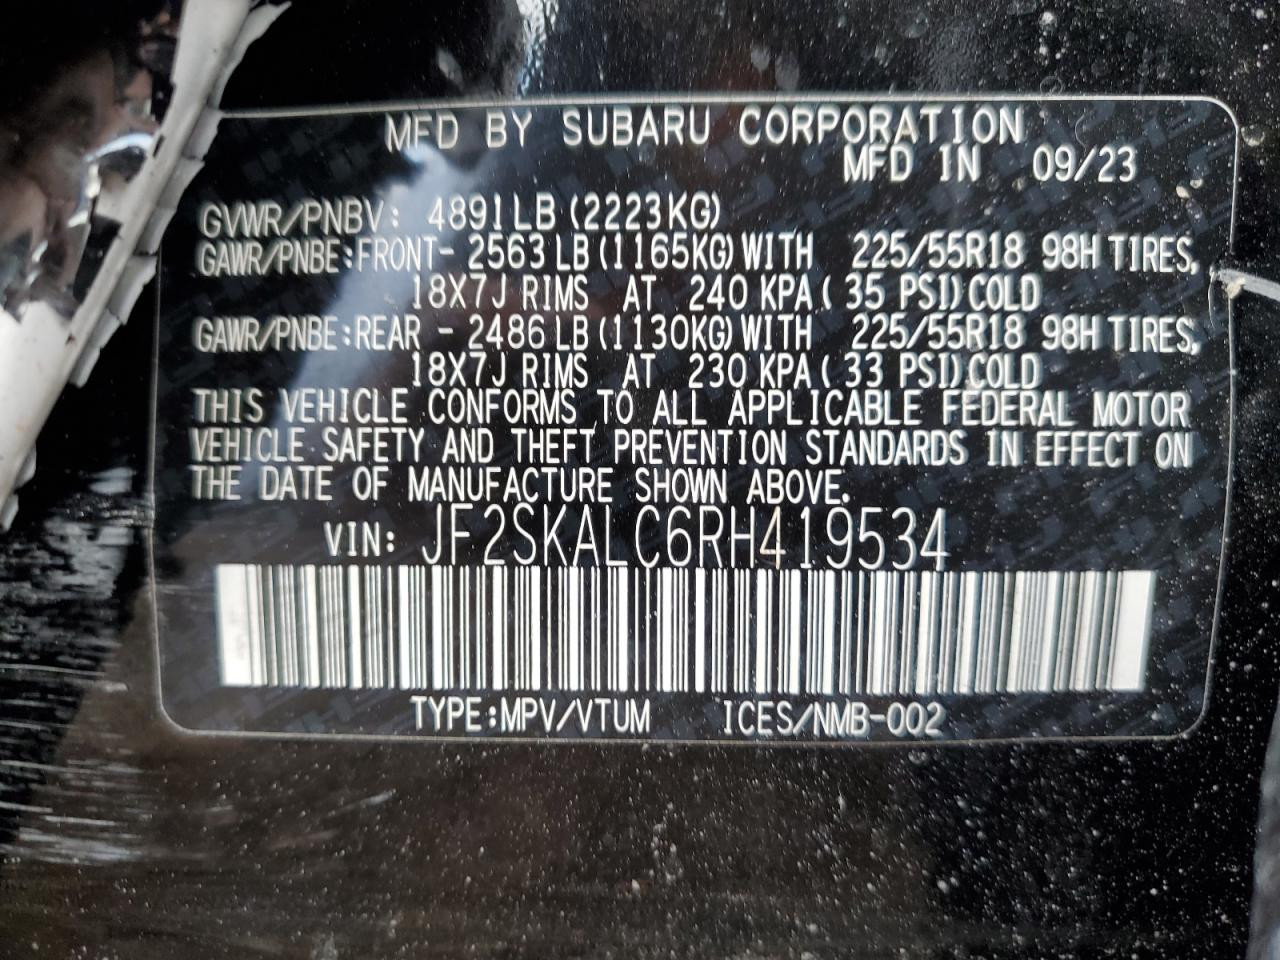 MFD BY SUBARU CORPORATION
MFD IN 09/23
GVWR/PNBV: 4891LB (2223KG)
GAWR/PNBE:FRONT- 2563 LB (1165KG) WITH 225/55R18 98H TIRES,
18X7J RIMS AT 240 KPA ( 35 PSI) COLD
GAWR/PNBE:REAR - 2486 LB (1130KG) WITH 225/55R18 98H TIRES,
18X7J RIMS AT 230 KPA ( 33 PSI) COLD
THIS VEHICLE CONFORMS TO ALL APPLICABLE FEDERAL MOTOR
VEHICLE SAFETY AND THEFT PREVENTION STANDARDS IN EFFECT ON
THE DATE OF MANUFACTURE SHOWN ABOVE.
VIN: JF2SKALC6RH419534
TYPE:MPV/VTUM ICES/NMB-002